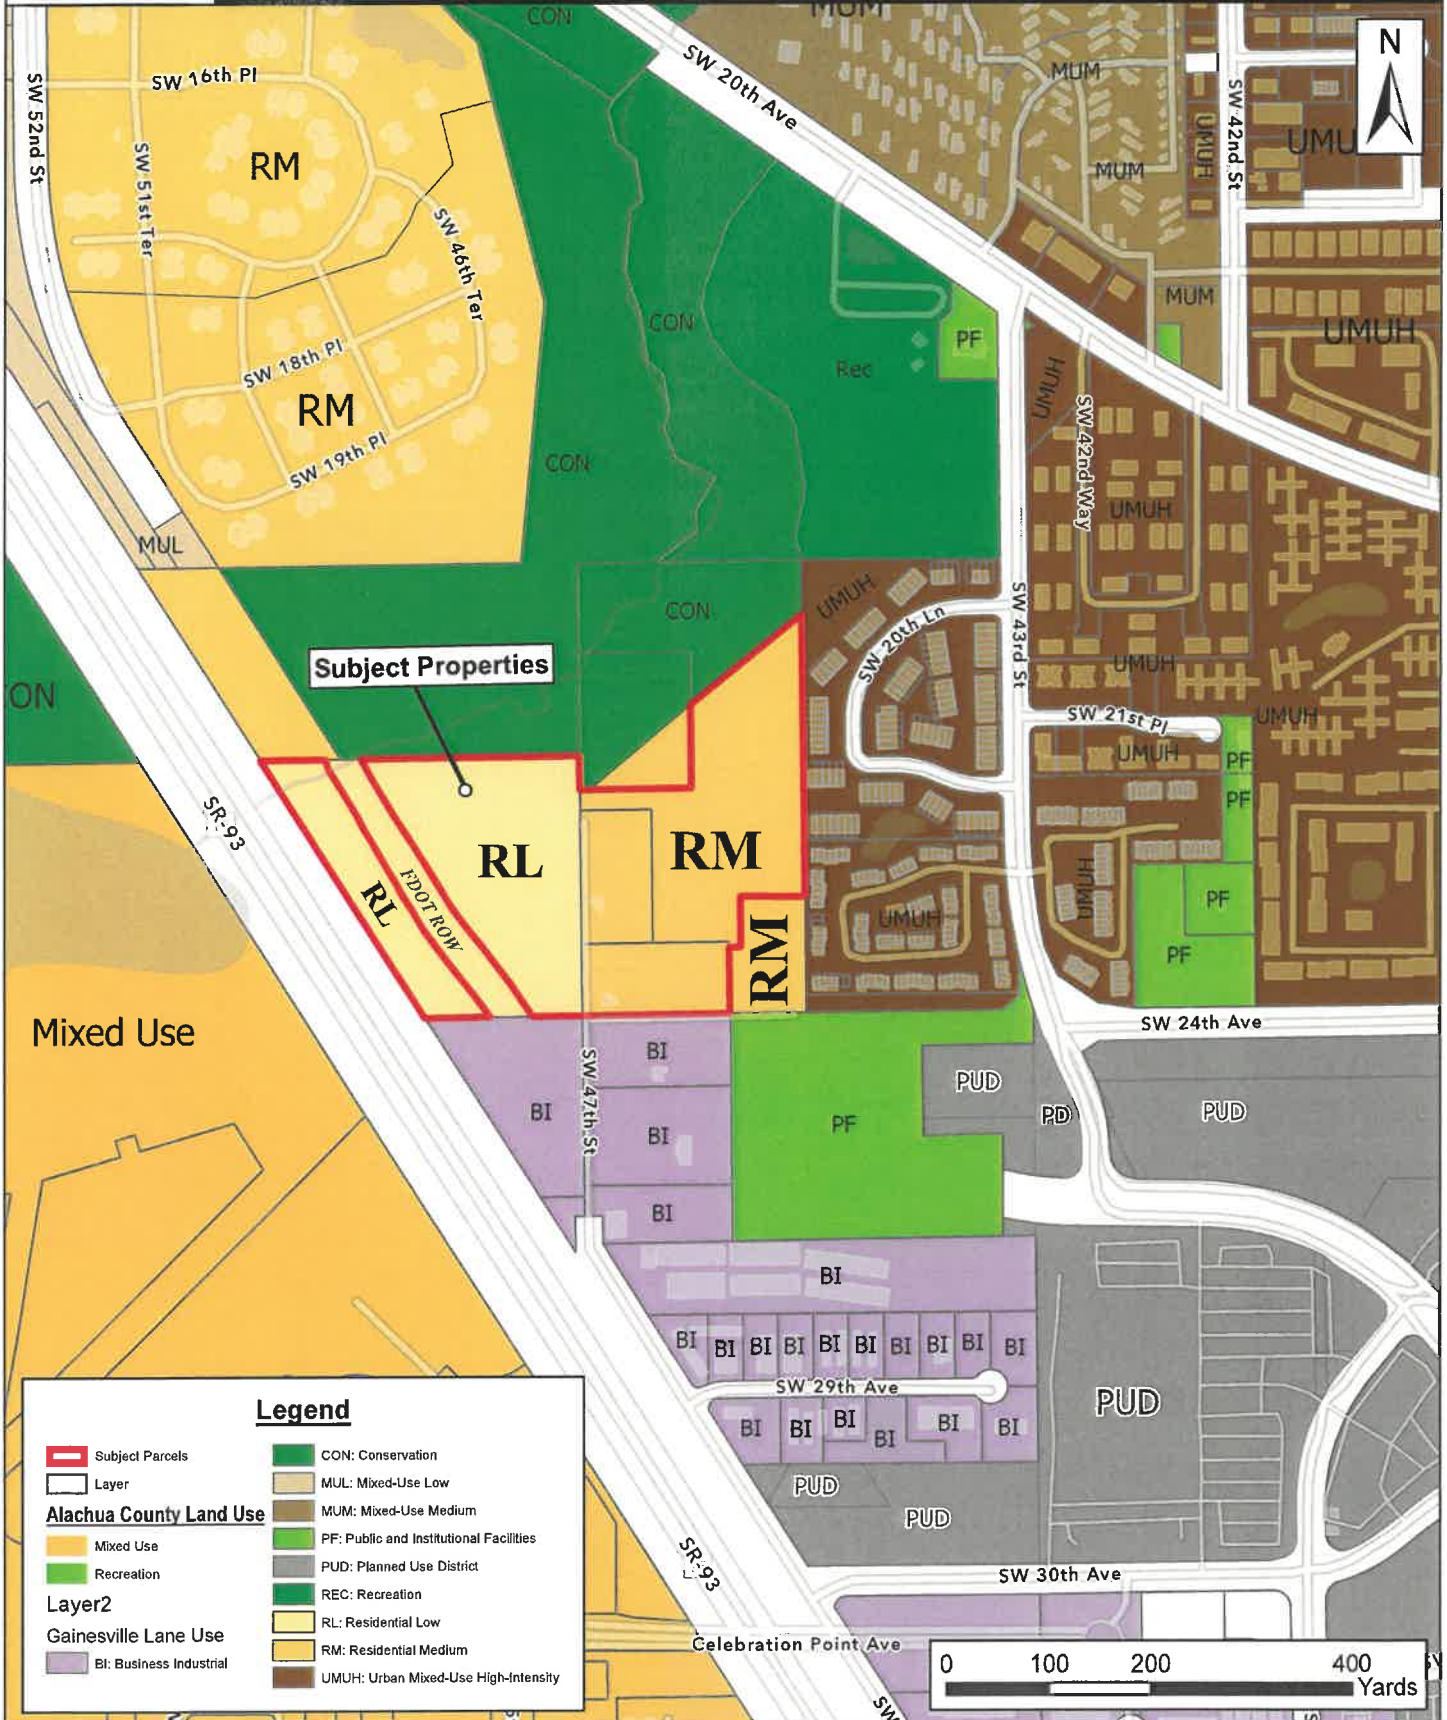 CON
MUM
N
SW 16th Pl
SW 52nd St
SW 51st Ter
RM
SW 46th Ter
SW 20th Ave
MUM
MUM
UMUH
SW 42nd St
UMU
MUM
UMUH
CON
Rec
PF
UMUH
SW 42nd Way
SW 18th Pl
RM
SW 19th Pl
CON
UMUH
MUL
CON
UMUH
SW 20th Ln
SW 43rd St
UMUH
Subject Properties
ON
SW 21st Pl
UMUH
UMUH
PF
PF
SR-93
RL
RM
RL
FDOT ROW
RM
UMUH
UMUH
PF
PF
Mixed Use
SW 24th Ave
BI
SW 47th St
PUD
PD
PUD
BI
BI
PF
BI
BI
BI
BI
BI
BI
BI
BI
BI
BI
BI
BI
SW 29th Ave
PUD
BI
BI
BI
BI
BI
BI
PUD
PUD
SR-93
SW 30th Ave
Celebration Point Ave
SW
Legend
Subject Parcels
Layer
Alachua County Land Use
Mixed Use
Recreation
Layer2
Gainesville Lane Use
BI: Business Industrial
CON: Conservation
MUL: Mixed-Use Low
MUM: Mixed-Use Medium
PF: Public and Institutional Facilities
PUD: Planned Use District
REC: Recreation
RL: Residential Low
RM: Residential Medium
UMUH: Urban Mixed-Use High-Intensity
0 100 200 400
Yards